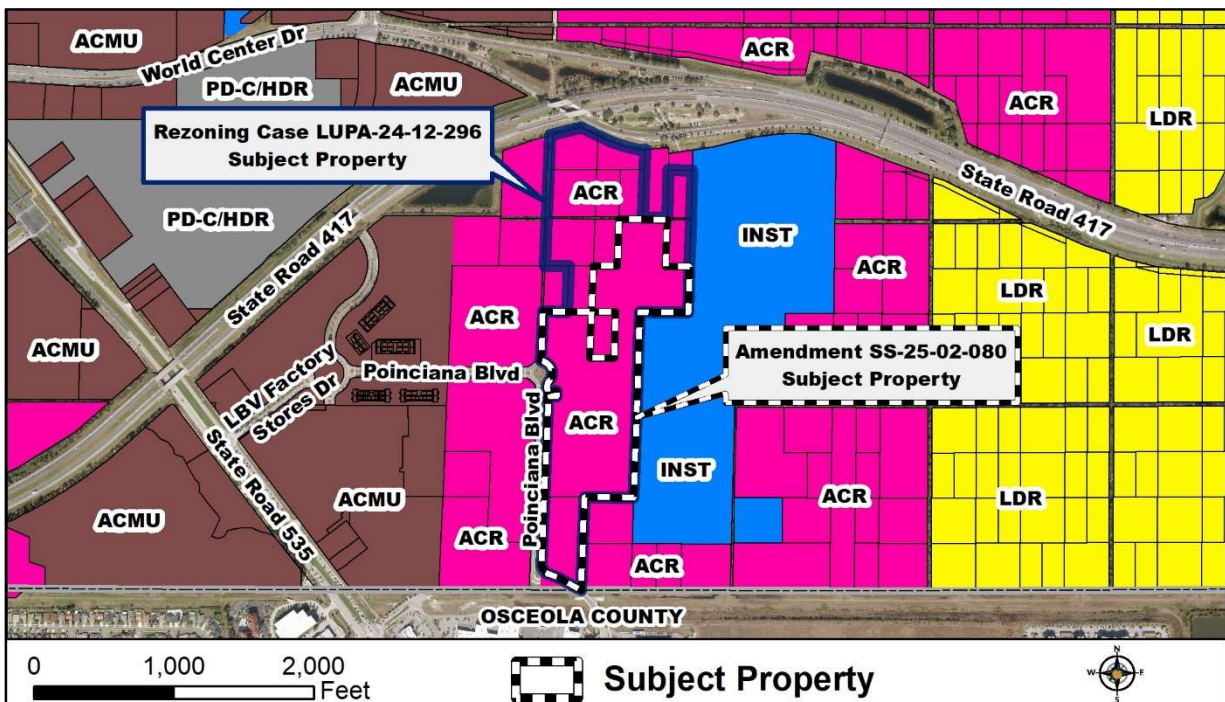 ACMU
World Center Dr
PD-C/HDR
ACMU
ACR
ACR
LDR
Rezoning Case LUPA-24-12-296
Subject Property
ACR
State Road 417
PD-C/HDR
INST
State Road 417
ACR
LDR
LDR
ACMU
ACR
Amendment SS-25-02-080
Subject Property
LBV Factory
Stores Dr
Poinciana Blvd
ACR
Poinciana Blvd
State Road 535
INST
ACMU
ACMU
ACR
LDR
ACR
ACR
OSCEOLA COUNTY
0 1,000 2,000
Feet
Subject Property
N
W E
S